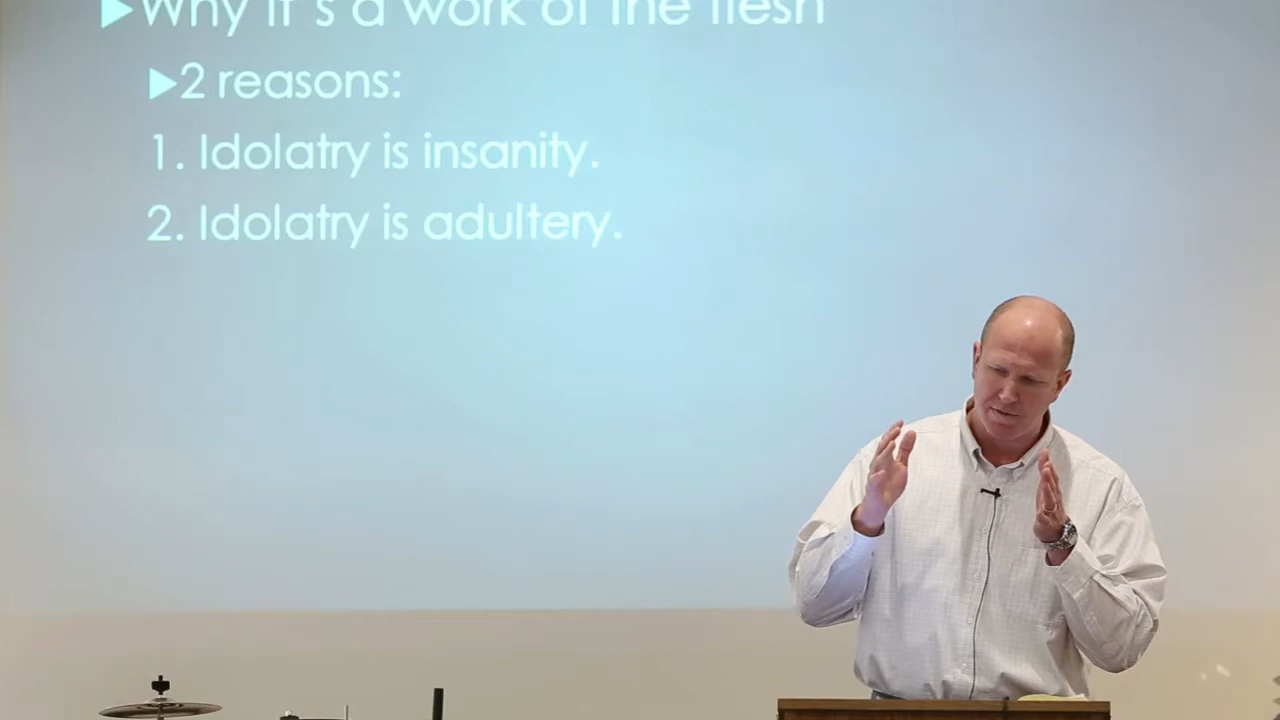 ▶Why it's a work of the flesh
▶2 reasons:
1. Idolatry is insanity.
2. Idolatry is adultery.